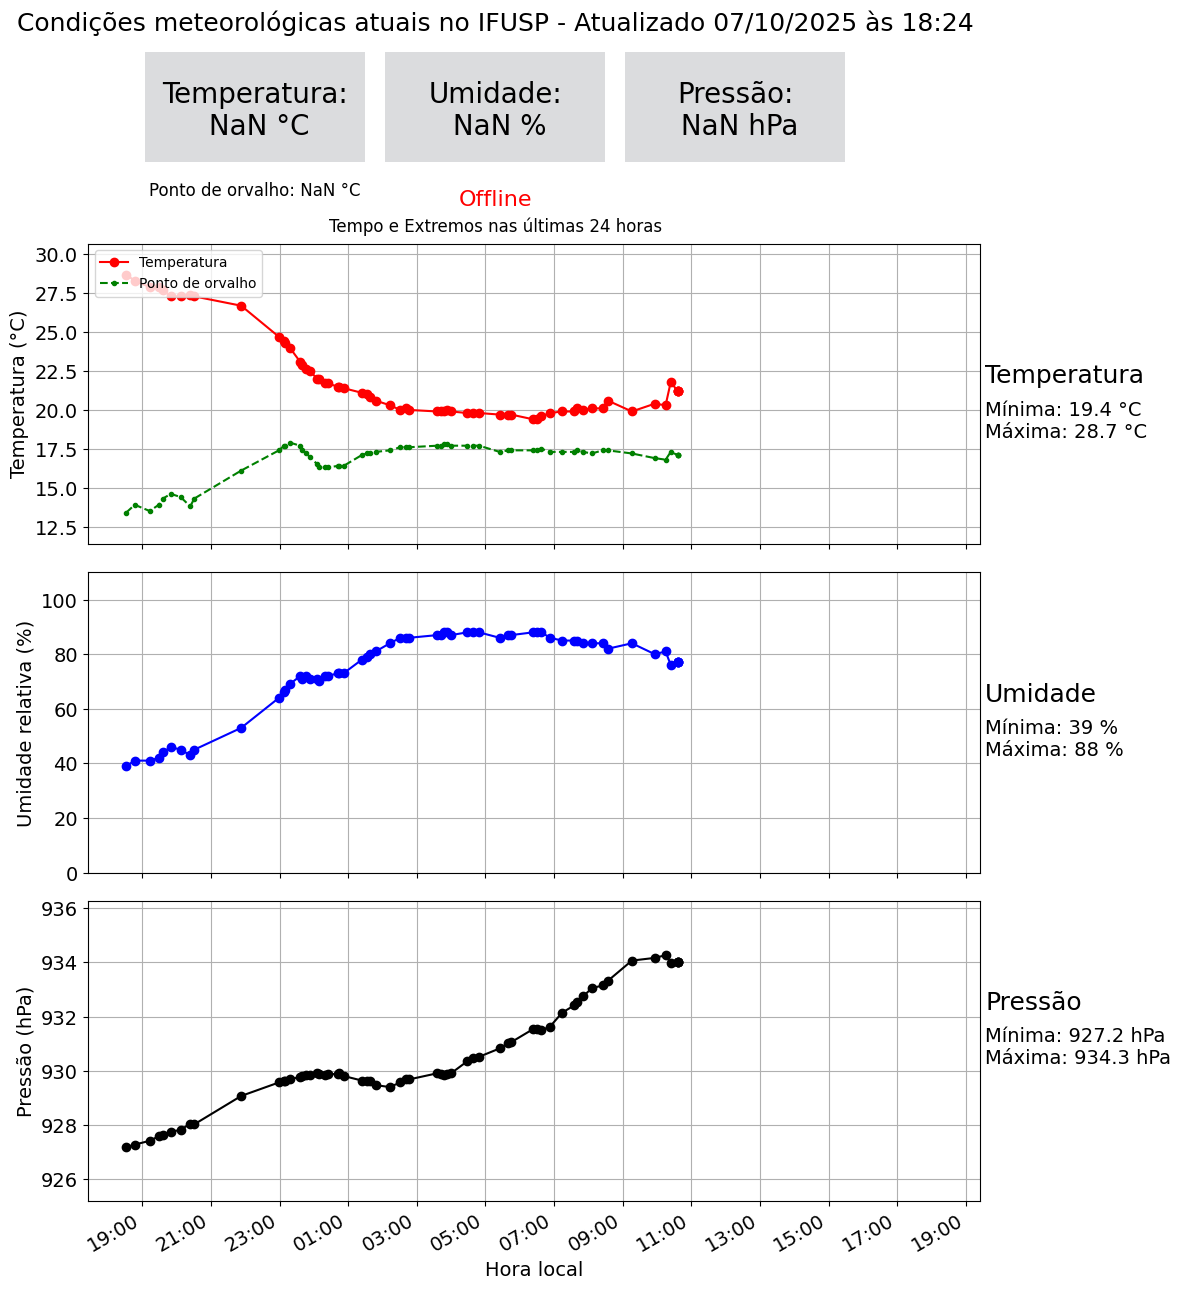 Condições meteorológicas atuais no IFUSP - Atualizado 07/10/2025 às 18:24
Temperatura:
NaN °C
Umidade:
NaN %
Pressão:
NaN hPa
Ponto de orvalho: NaN °C
Offline
Tempo e Extremos nas últimas 24 horas
Temperatura (°C)
30.0
27.5
25.0
22.5
20.0
17.5
15.0
12.5
Temperatura
Ponto de orvalho
Temperatura
Mínima: 19.4 °C
Máxima: 28.7 °C
Umidade relativa (%)
100
80
60
40
20
0
Umidade
Mínima: 39 %
Máxima: 88 %
Pressão (hPa)
936
934
932
930
928
926
Pressão
Mínima: 927.2 hPa
Máxima: 934.3 hPa
19:00 21:00 23:00 01:00 03:00 05:00 07:00 09:00 11:00 13:00 15:00 17:00 19:00
Hora local